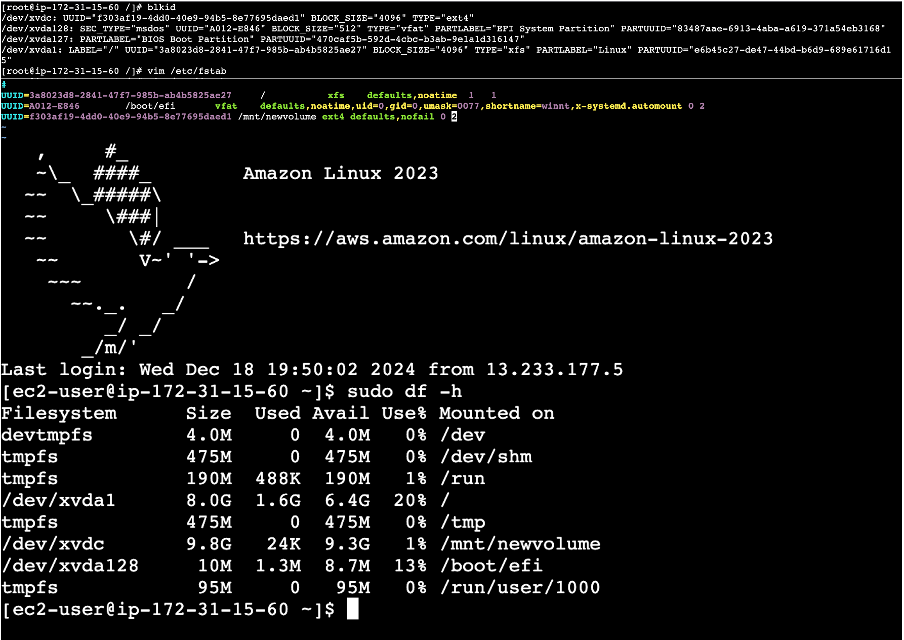 [root@ip-172-31-15-60 /]# blkid
/dev/xvdc: UUID="f303af19-4dd0-40e9-94b5-8e77695daed1" BLOCK_SIZE="4096" TYPE="ext4"
/dev/xvda128: SEC_TYPE="msdos" UUID="A012-E846" BLOCK_SIZE="512" TYPE="vfat" PARTLABEL="EFI System Partition" PARTUUID="83487aac-6913-4aba-a619-371a54eb3168"
/dev/xvda127: PARTLABEL="BIOS Boot Partition" PARTUUID="470caf5b-592d-4cbc-b3ab-9e1a1d316147"
/dev/xvda1: LABEL="/" UUID="3a8023d8-2841-47f7-985b-ab4b5825ae27" BLOCK_SIZE="4096" TYPE="xfs" PARTLABEL="Linux" PARTUUID="e6b45c27-de47-44bd-b6d9-689e61716d1
5"
[root@ip-172-31-15-60 /]# vim /etc/fstab
#
UUID=3a8023d8-2841-47f7-985b-ab4b5825ae27     /           xfs    defaults,noatime  1   1
UUID=A012-E846        /boot/efi       vfat    defaults,noatime,uid=0,gid=0,umask=0077,shortname=winnt,x-systemd.automount 0 2
UUID=f303af19-4dd0-40e9-94b5-8e77695daed1 /mnt/newvolume ext4 defaults,nofail 0 2
~
~
   ,     #_
   ~\_  ####_        Amazon Linux 2023
  ~~  \_#####\
  ~~     \###|
  ~~       \#/ ___   https://aws.amazon.com/linux/amazon-linux-2023
   ~~       V~' '->
    ~~~         /
      ~~._.   _/
         _/ _/
       _/m/'
Last login: Wed Dec 18 19:50:02 2024 from 13.233.177.5
[ec2-user@ip-172-31-15-60 ~]$ sudo df -h
Filesystem      Size  Used Avail Use% Mounted on
devtmpfs        4.0M     0  4.0M   0% /dev
tmpfs           475M     0  475M   0% /dev/shm
tmpfs           190M  488K  190M   1% /run
/dev/xvda1      8.0G  1.6G  6.4G  20% /
tmpfs           475M     0  475M   0% /tmp
/dev/xvdc       9.8G   24K  9.3G   1% /mnt/newvolume
/dev/xvda128     10M  1.3M  8.7M  13% /boot/efi
tmpfs            95M     0   95M   0% /run/user/1000
[ec2-user@ip-172-31-15-60 ~]$